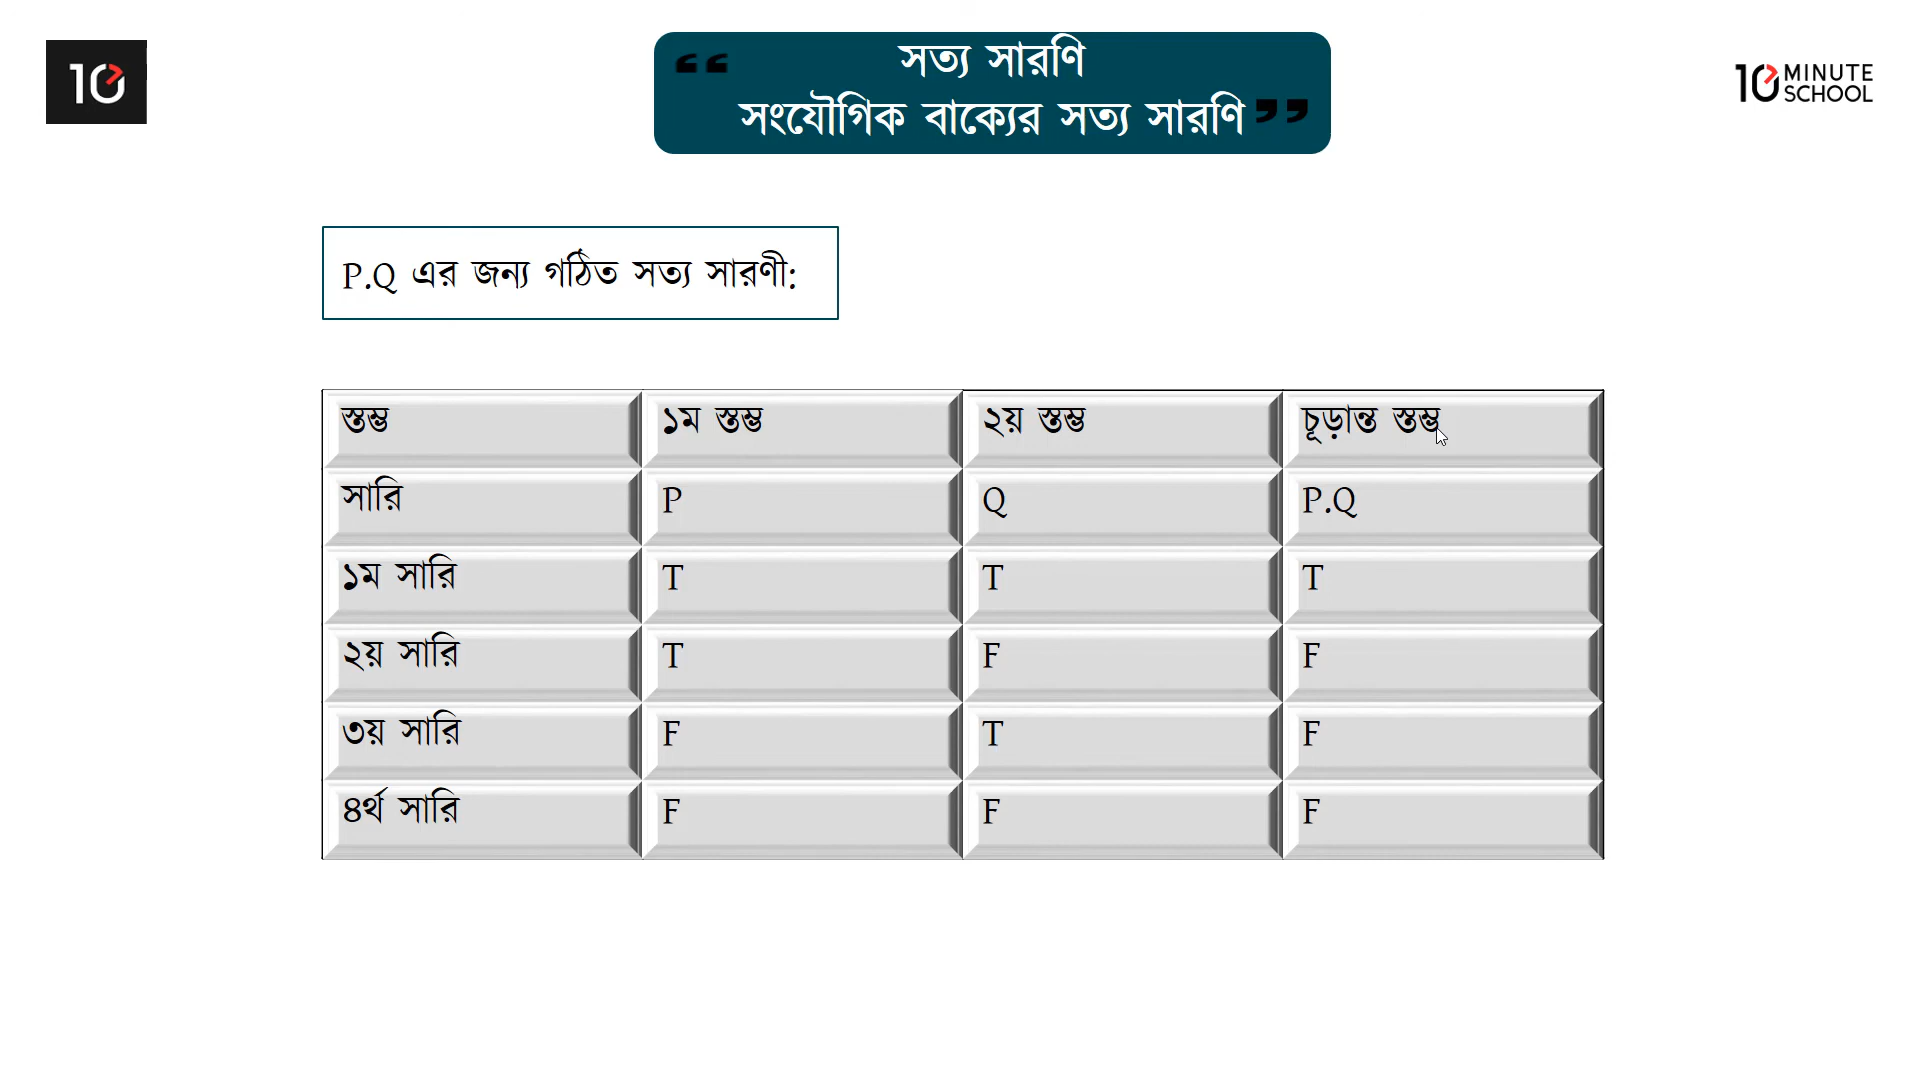 10
সত্য সারণি
সংযৌগিক বাক্যের সত্য সারণি
10 MINUTE SCHOOL
P.Q এর জন্য গঠিত সত্য সারণী:
স্তম্ভ ১ম স্তম্ভ ২য় স্তম্ভ চূড়ান্ত স্তম্ভ
সারি P Q P.Q
১ম সারি T T T
২য় সারি T F F
৩য় সারি F T F
৪র্থ সারি F F F